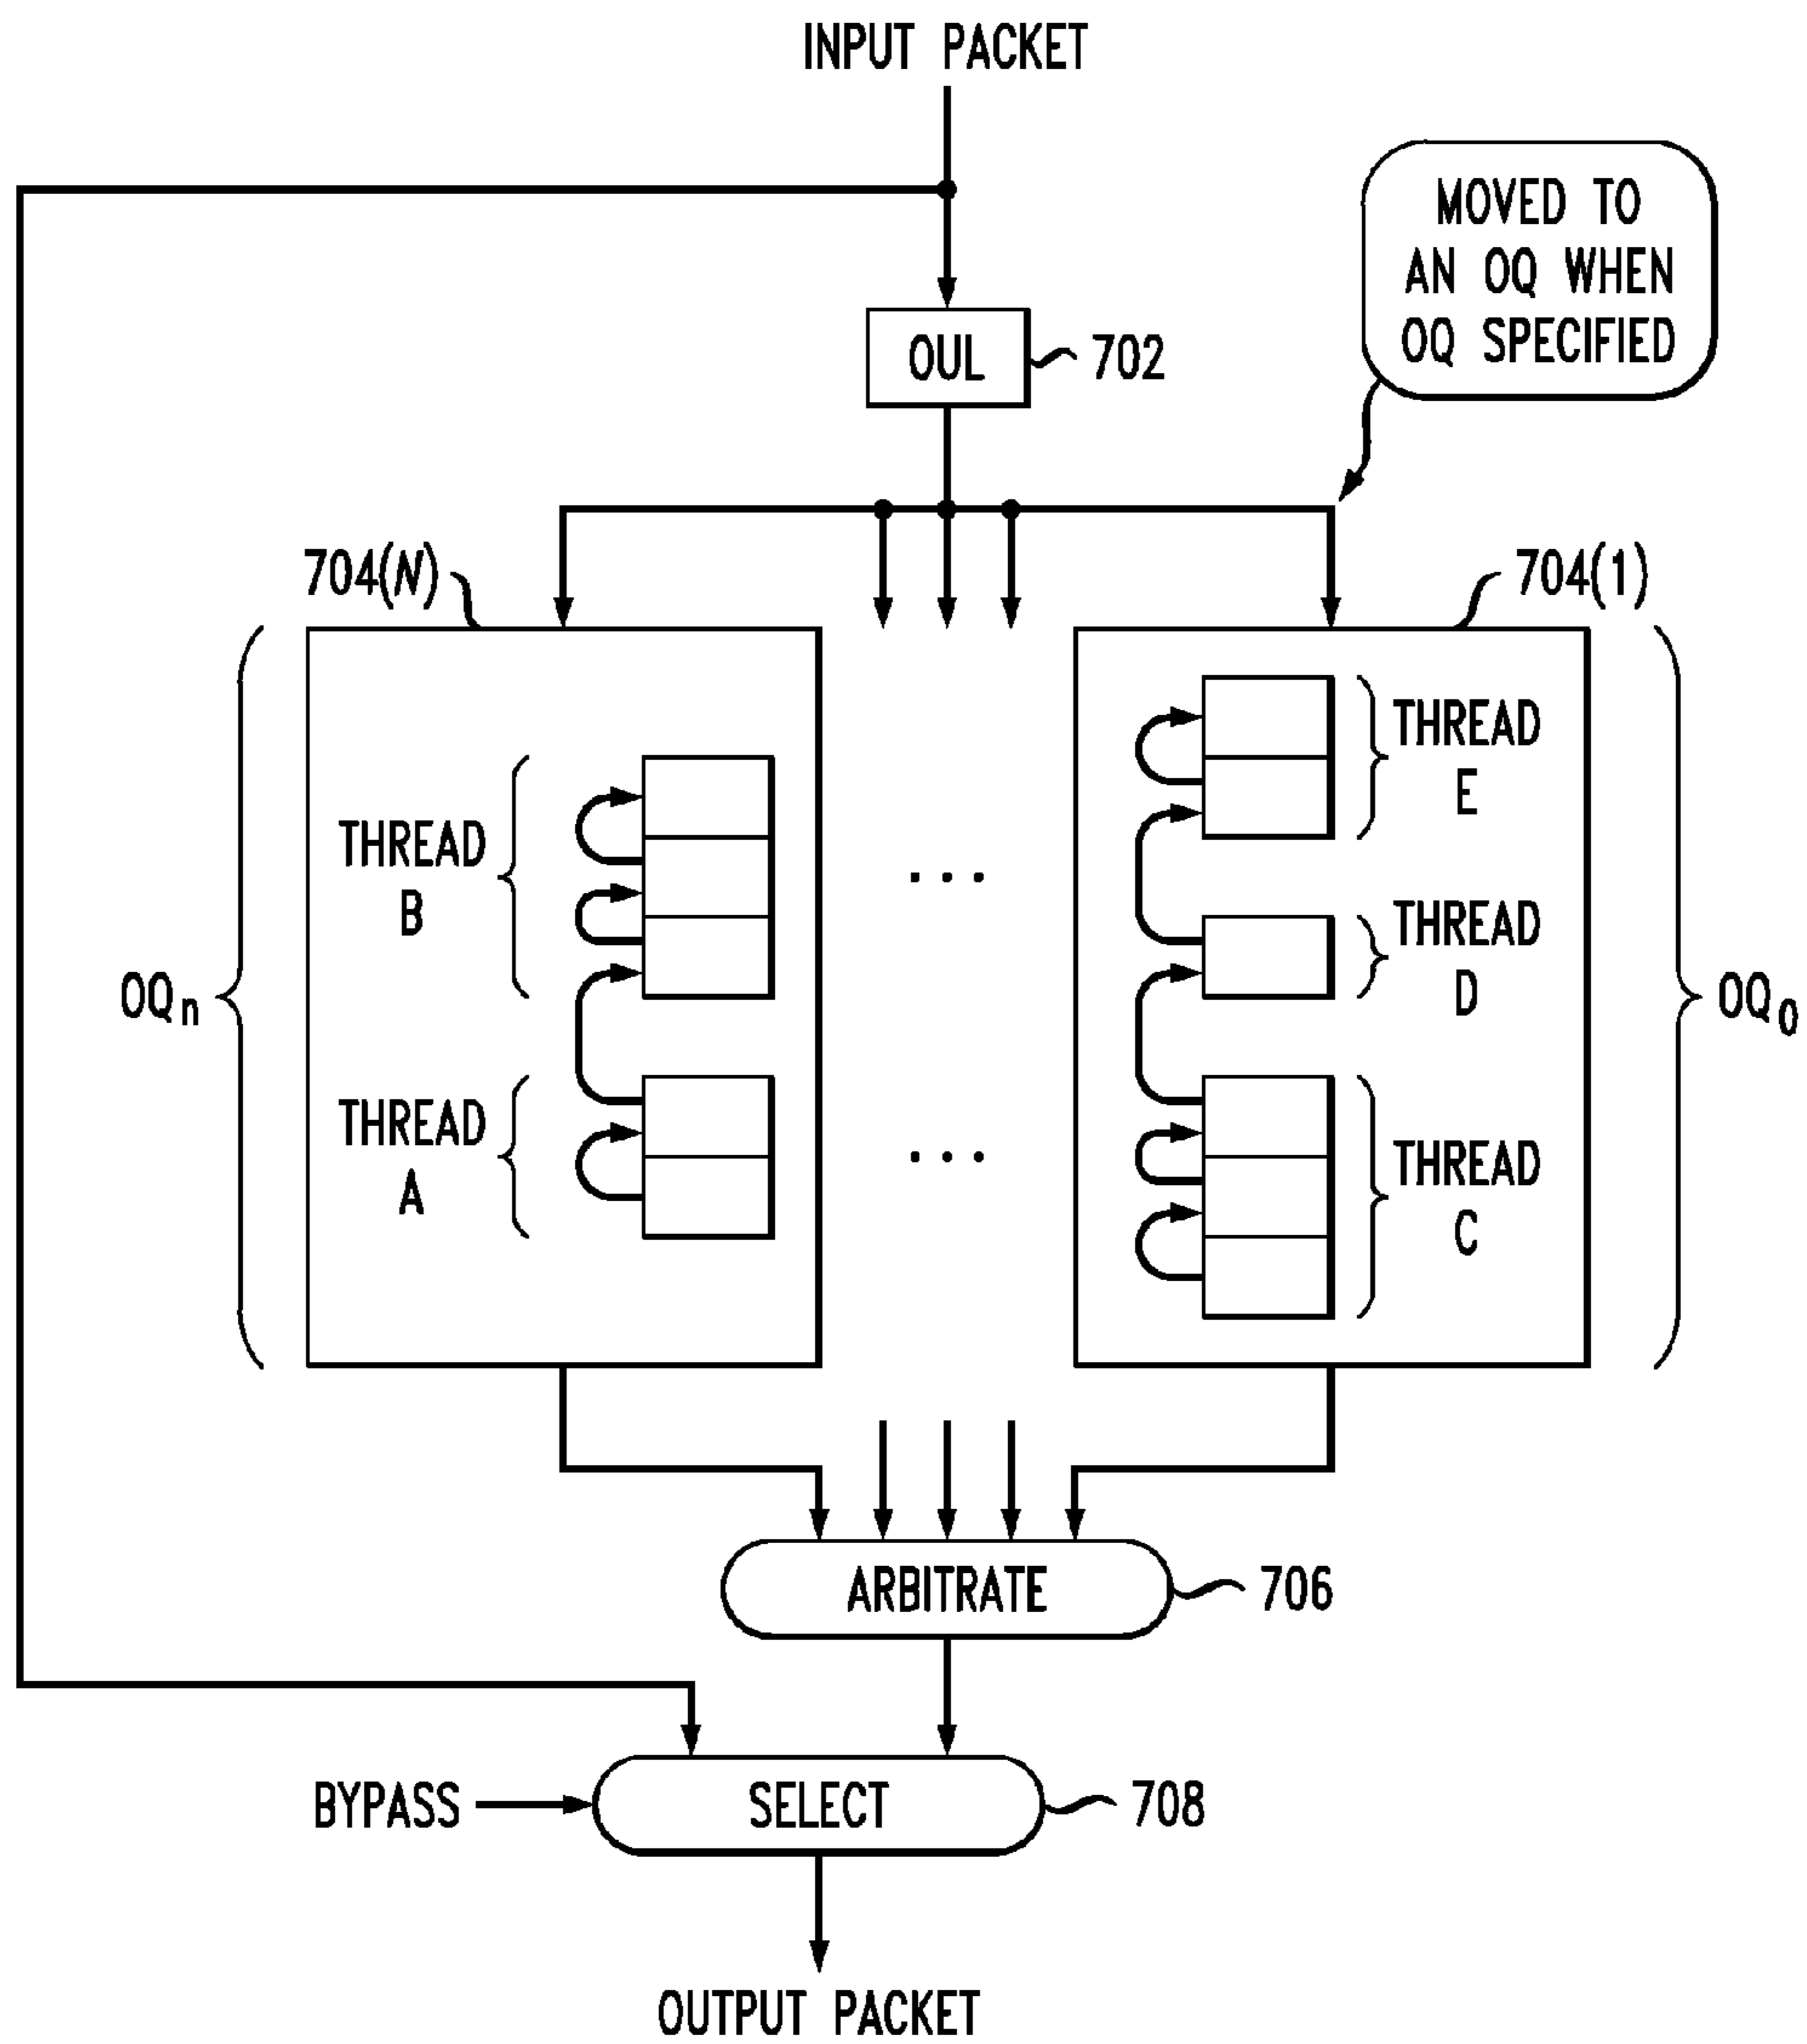 INPUT PACKET
MOVED TO
AN OQ WHEN
OQ SPECIFIED
OUL
702
704(N)
704(1)
THREAD
B
THREAD
A
OQn
. . .
. . .
THREAD
E
THREAD
D
THREAD
C
OQ0
ARBITRATE
706
BYPASS
SELECT
708
OUTPUT PACKET